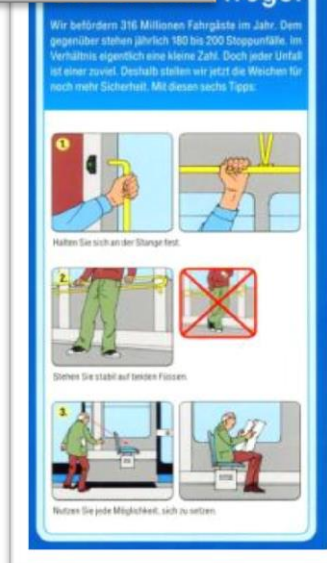 Wir befördern 316 Millionen Fahrgäste im Jahr. Dem
gegenüber stehen jährlich 180 bis 200 Stoppunfälle. Im
Verhältnis eigentlich eine kleine Zahl. Doch jeder Unfall
ist einer zuviel. Deshalb stellen wir jetzt die Weichen für
noch mehr Sicherheit. Mit diesen sechs Tipps:
1.
Halten Sie sich an der Stange fest.
2.
Stehen Sie stabil auf beiden Füssen.
3.
Nutzen Sie jede Möglichkeit, sich zu setzen.